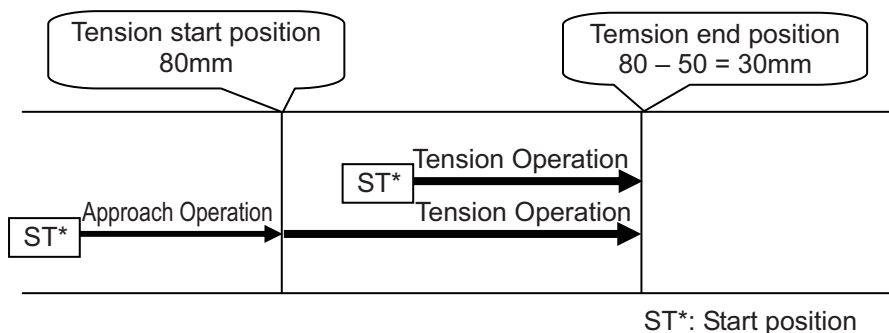 Tension start position
80mm
Temsion end position
80 – 50 = 30mm
Tension Operation
ST*
Approach Operation
Tension Operation
ST*
ST*: Start position